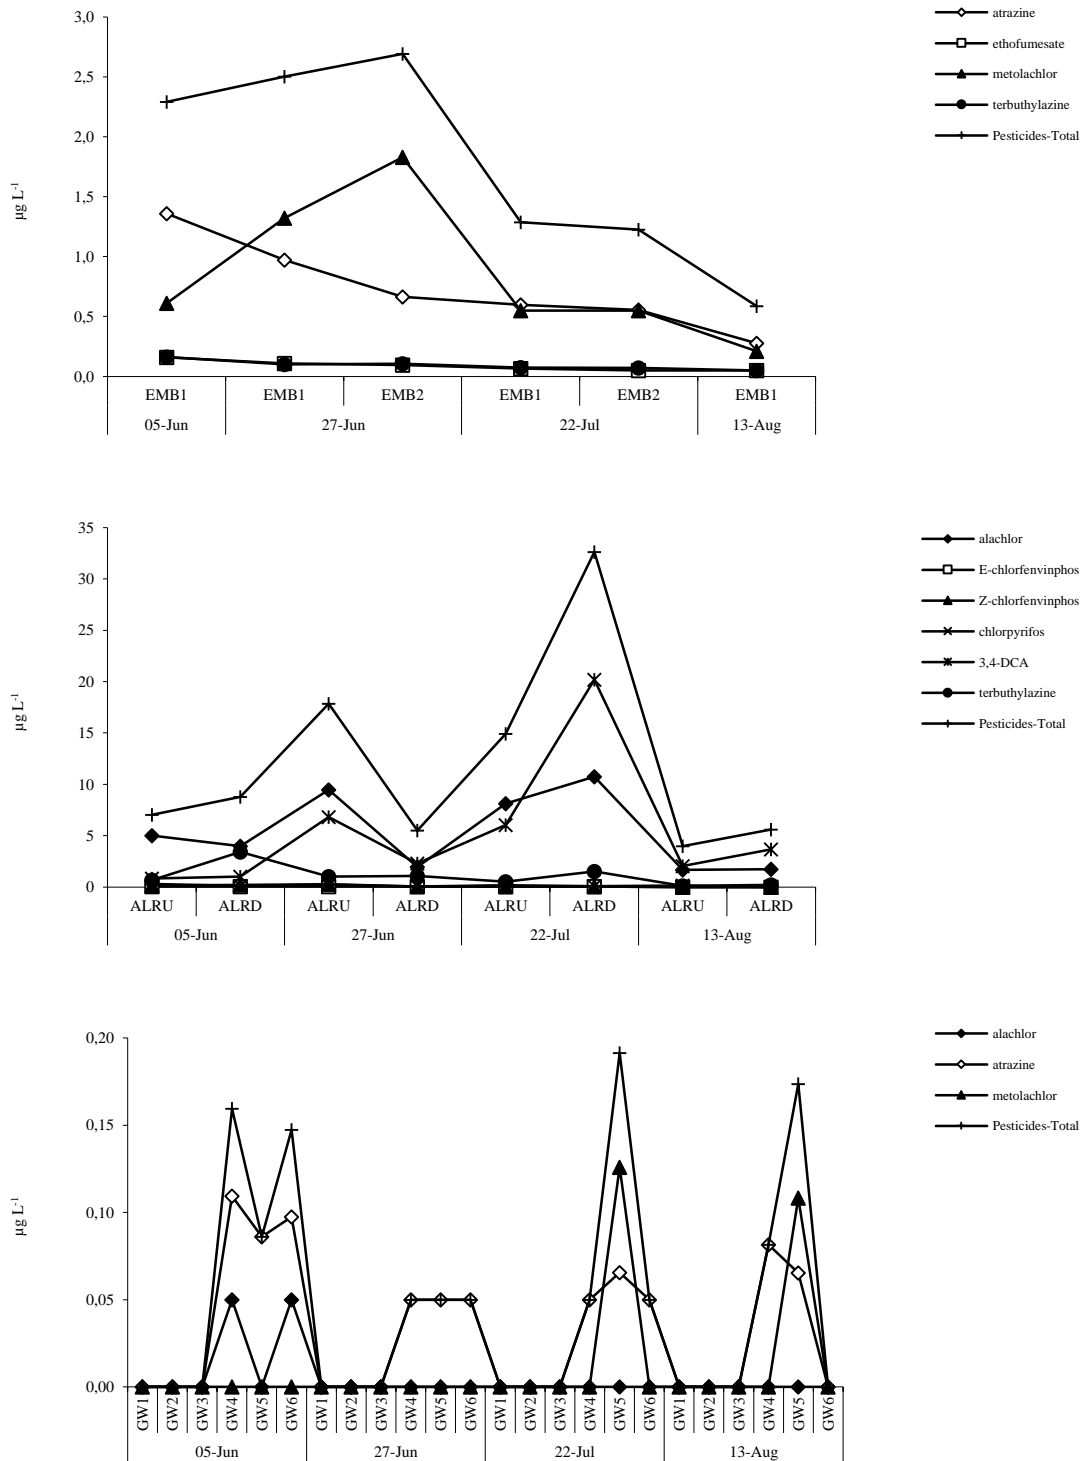 3,0
2,5
2,0
1,5
1,0
0,5
0,0
µg L-1
EMB1 EMB1 EMB2 EMB1 EMB2 EMB1
05-Jun 27-Jun 22-Jul 13-Aug
atrazine
ethofumesate
metolachlor
terbuthylazine
Pesticides-Total
35
30
25
20
15
10
5
0
µg L-1
ALRU ALRD ALRU ALRD ALRU ALRD ALRU ALRD
05-Jun 27-Jun 22-Jul 13-Aug
alachlor
E-chlorfenvinphos
Z-chlorfenvinphos
chlorpyrifos
3,4-DCA
terbuthylazine
Pesticides-Total
0,20
0,15
0,10
0,05
0,00
µg L-1
GW1 GW2 GW3 GW4 GW5 GW6 GW1 GW2 GW3 GW4 GW5 GW6 GW1 GW2 GW3 GW4 GW5 GW6 GW1 GW2 GW3 GW4 GW5 GW6
05-Jun 27-Jun 22-Jul 13-Aug
alachlor
atrazine
metolachlor
Pesticides-Total